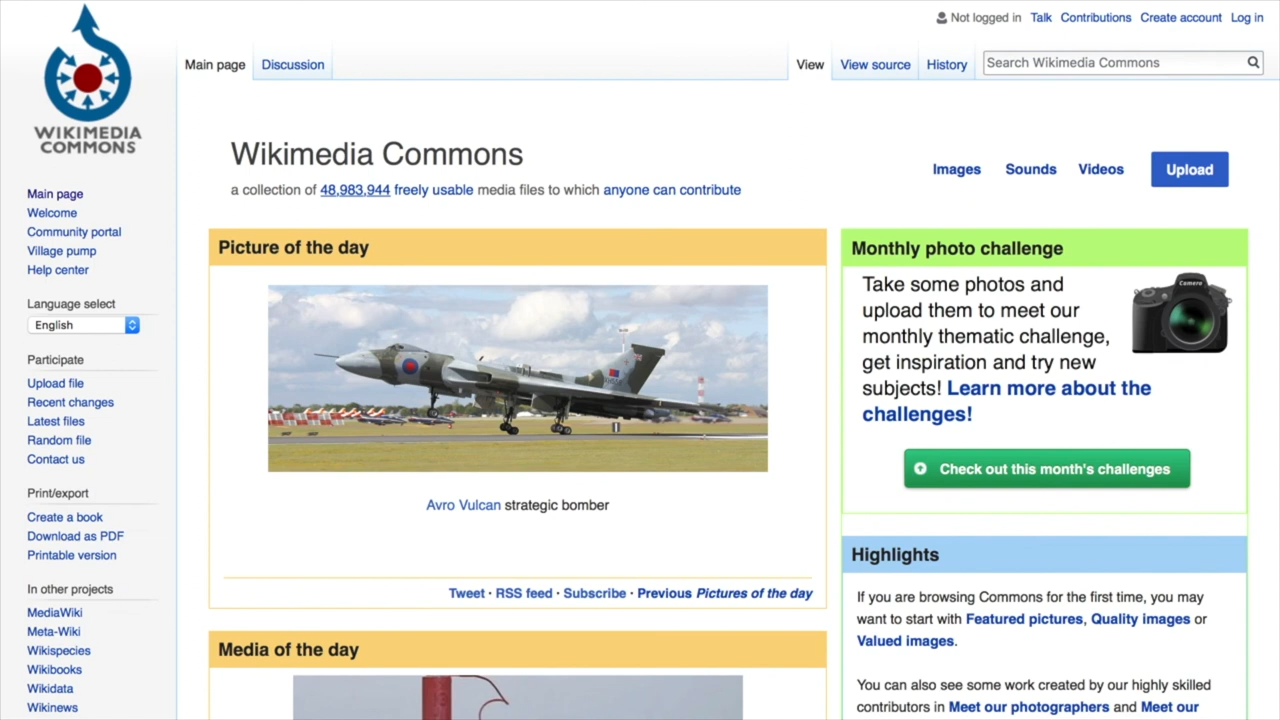 Not logged in Talk Contributions Create account Log in
Main page Discussion View View source History Search Wikimedia Commons
WIKIMEDIA
COMMONS
Main page
Welcome
Community portal
Village pump
Help center
Language select
English
Participate
Upload file
Recent changes
Latest files
Random file
Contact us
Print/export
Create a book
Download as PDF
Printable version
In other projects
MediaWiki
Meta-Wiki
Wikispecies
Wikibooks
Wikidata
Wikinews
Wikimedia Commons
a collection of 48,983,944 freely usable media files to which anyone can contribute
Images Sounds Videos Upload
Picture of the day
Avro Vulcan strategic bomber
Tweet · RSS feed · Subscribe · Previous Pictures of the day
Media of the day
Monthly photo challenge
Take some photos and
upload them to meet our
monthly thematic challenge,
get inspiration and try new
subjects! Learn more about the
challenges!
Camera
Check out this month's challenges
Highlights
If you are browsing Commons for the first time, you may
want to start with Featured pictures, Quality images or
Valued images.
You can also see some work created by our highly skilled
contributors in Meet our photographers and Meet our